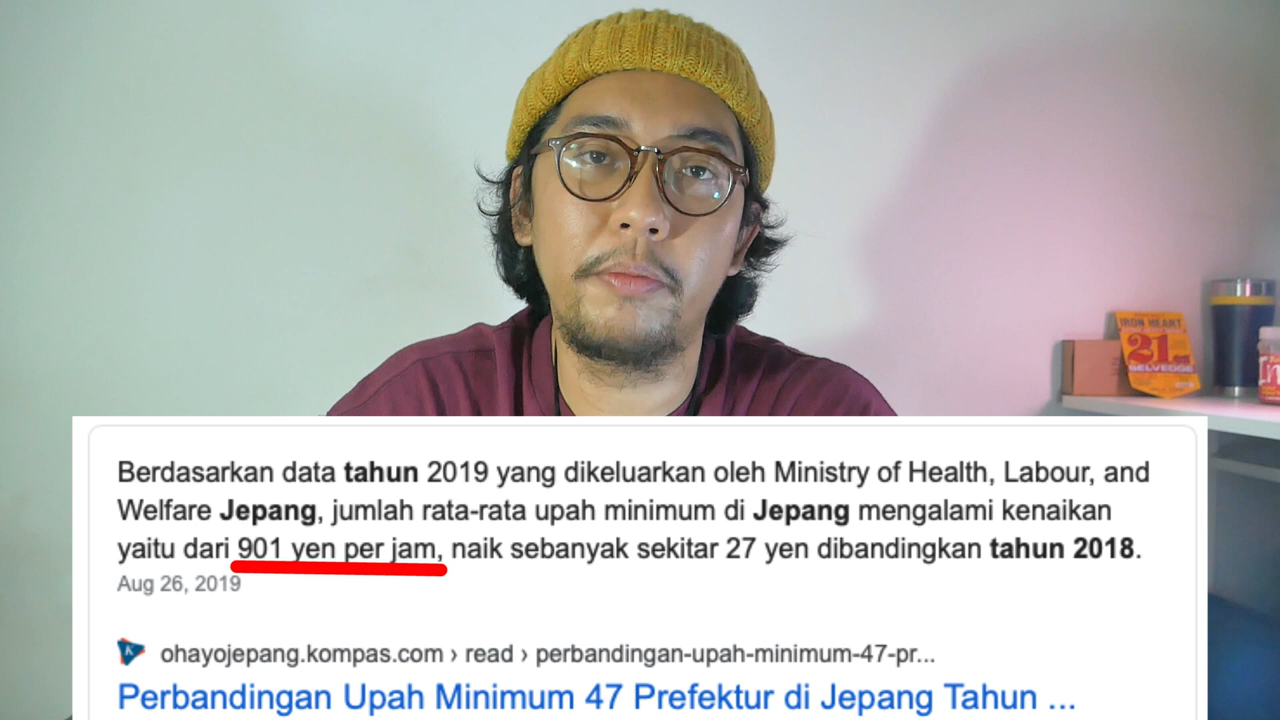 IRON HEART
21oz
SELVEDGE
Berdasarkan data tahun 2019 yang dikeluarkan oleh Ministry of Health, Labour, and
Welfare Jepang, jumlah rata-rata upah minimum di Jepang mengalami kenaikan
yaitu dari 901 yen per jam, naik sebanyak sekitar 27 yen dibandingkan tahun 2018.
Aug 26, 2019
K
ohayojepang.kompas.com › read › perbandingan-upah-minimum-47-pr...
Perbandingan Upah Minimum 47 Prefektur di Jepang Tahun ...